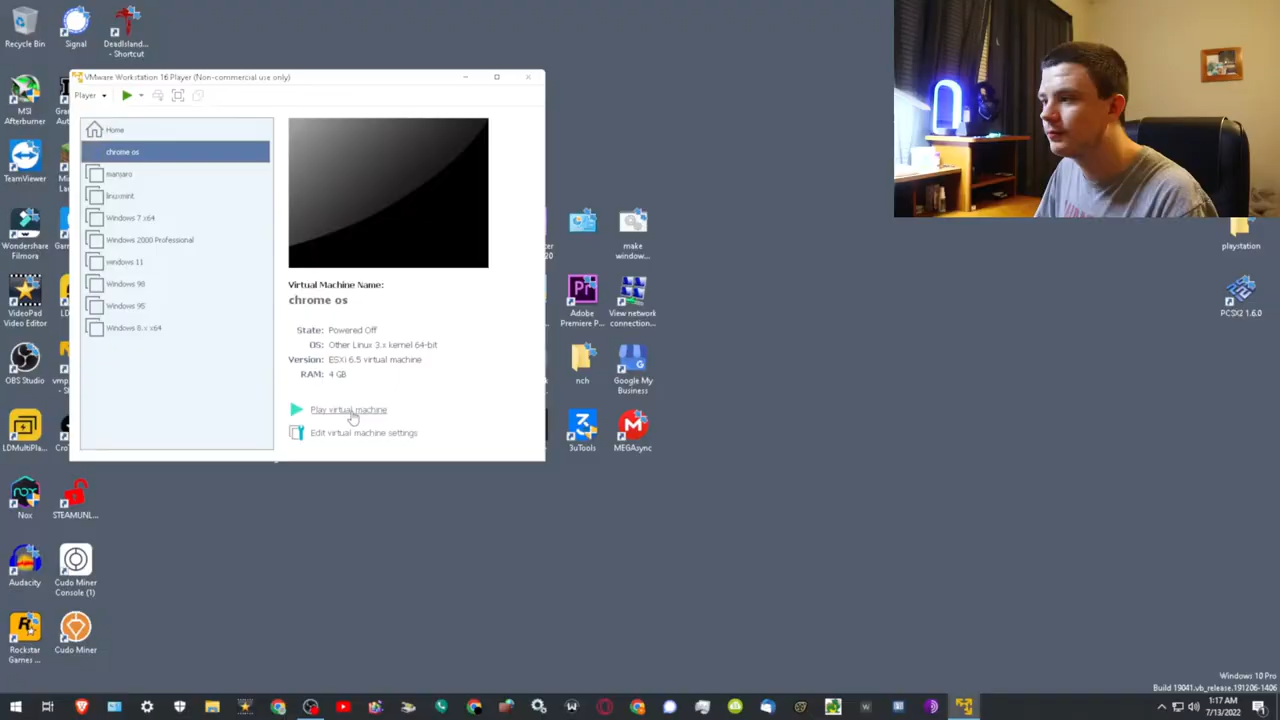 Recycle Bin
Signal
DeadIsland...
- Shortcut
VMware Workstation 16 Player (Non-commercial use only)
Player
Home
chrome os
manjaro
linuxmint
Windows 7 x64
Windows 2000 Professional
windows 11
Windows 98
Windows 95
Windows 8.x x64
Virtual Machine Name:
chrome os
State: Powered Off
OS: Other Linux 3.x kernel 64-bit
Version: ESXi 6.5 virtual machine
RAM: 4 GB
Play virtual machine
Edit virtual machine settings
MSI
Afterburner
TeamViewer
Wondershare
Filmora
VideoPad
Video Editor
OBS Studio
LDMultiPla...
Nox
STEAMUNL...
Audacity
Cudo Miner
Console (1)
Rockstar
Games ...
Cudo Miner
make
window...
Adobe
Premiere P...
View network
connection...
nch
Google My
Business
3uTools
MEGAsync
playstation
PCSX2 1.6.0
Windows 10 Pro
Build 19041.vb_release.191206-1406
1:17 AM
7/13/2022